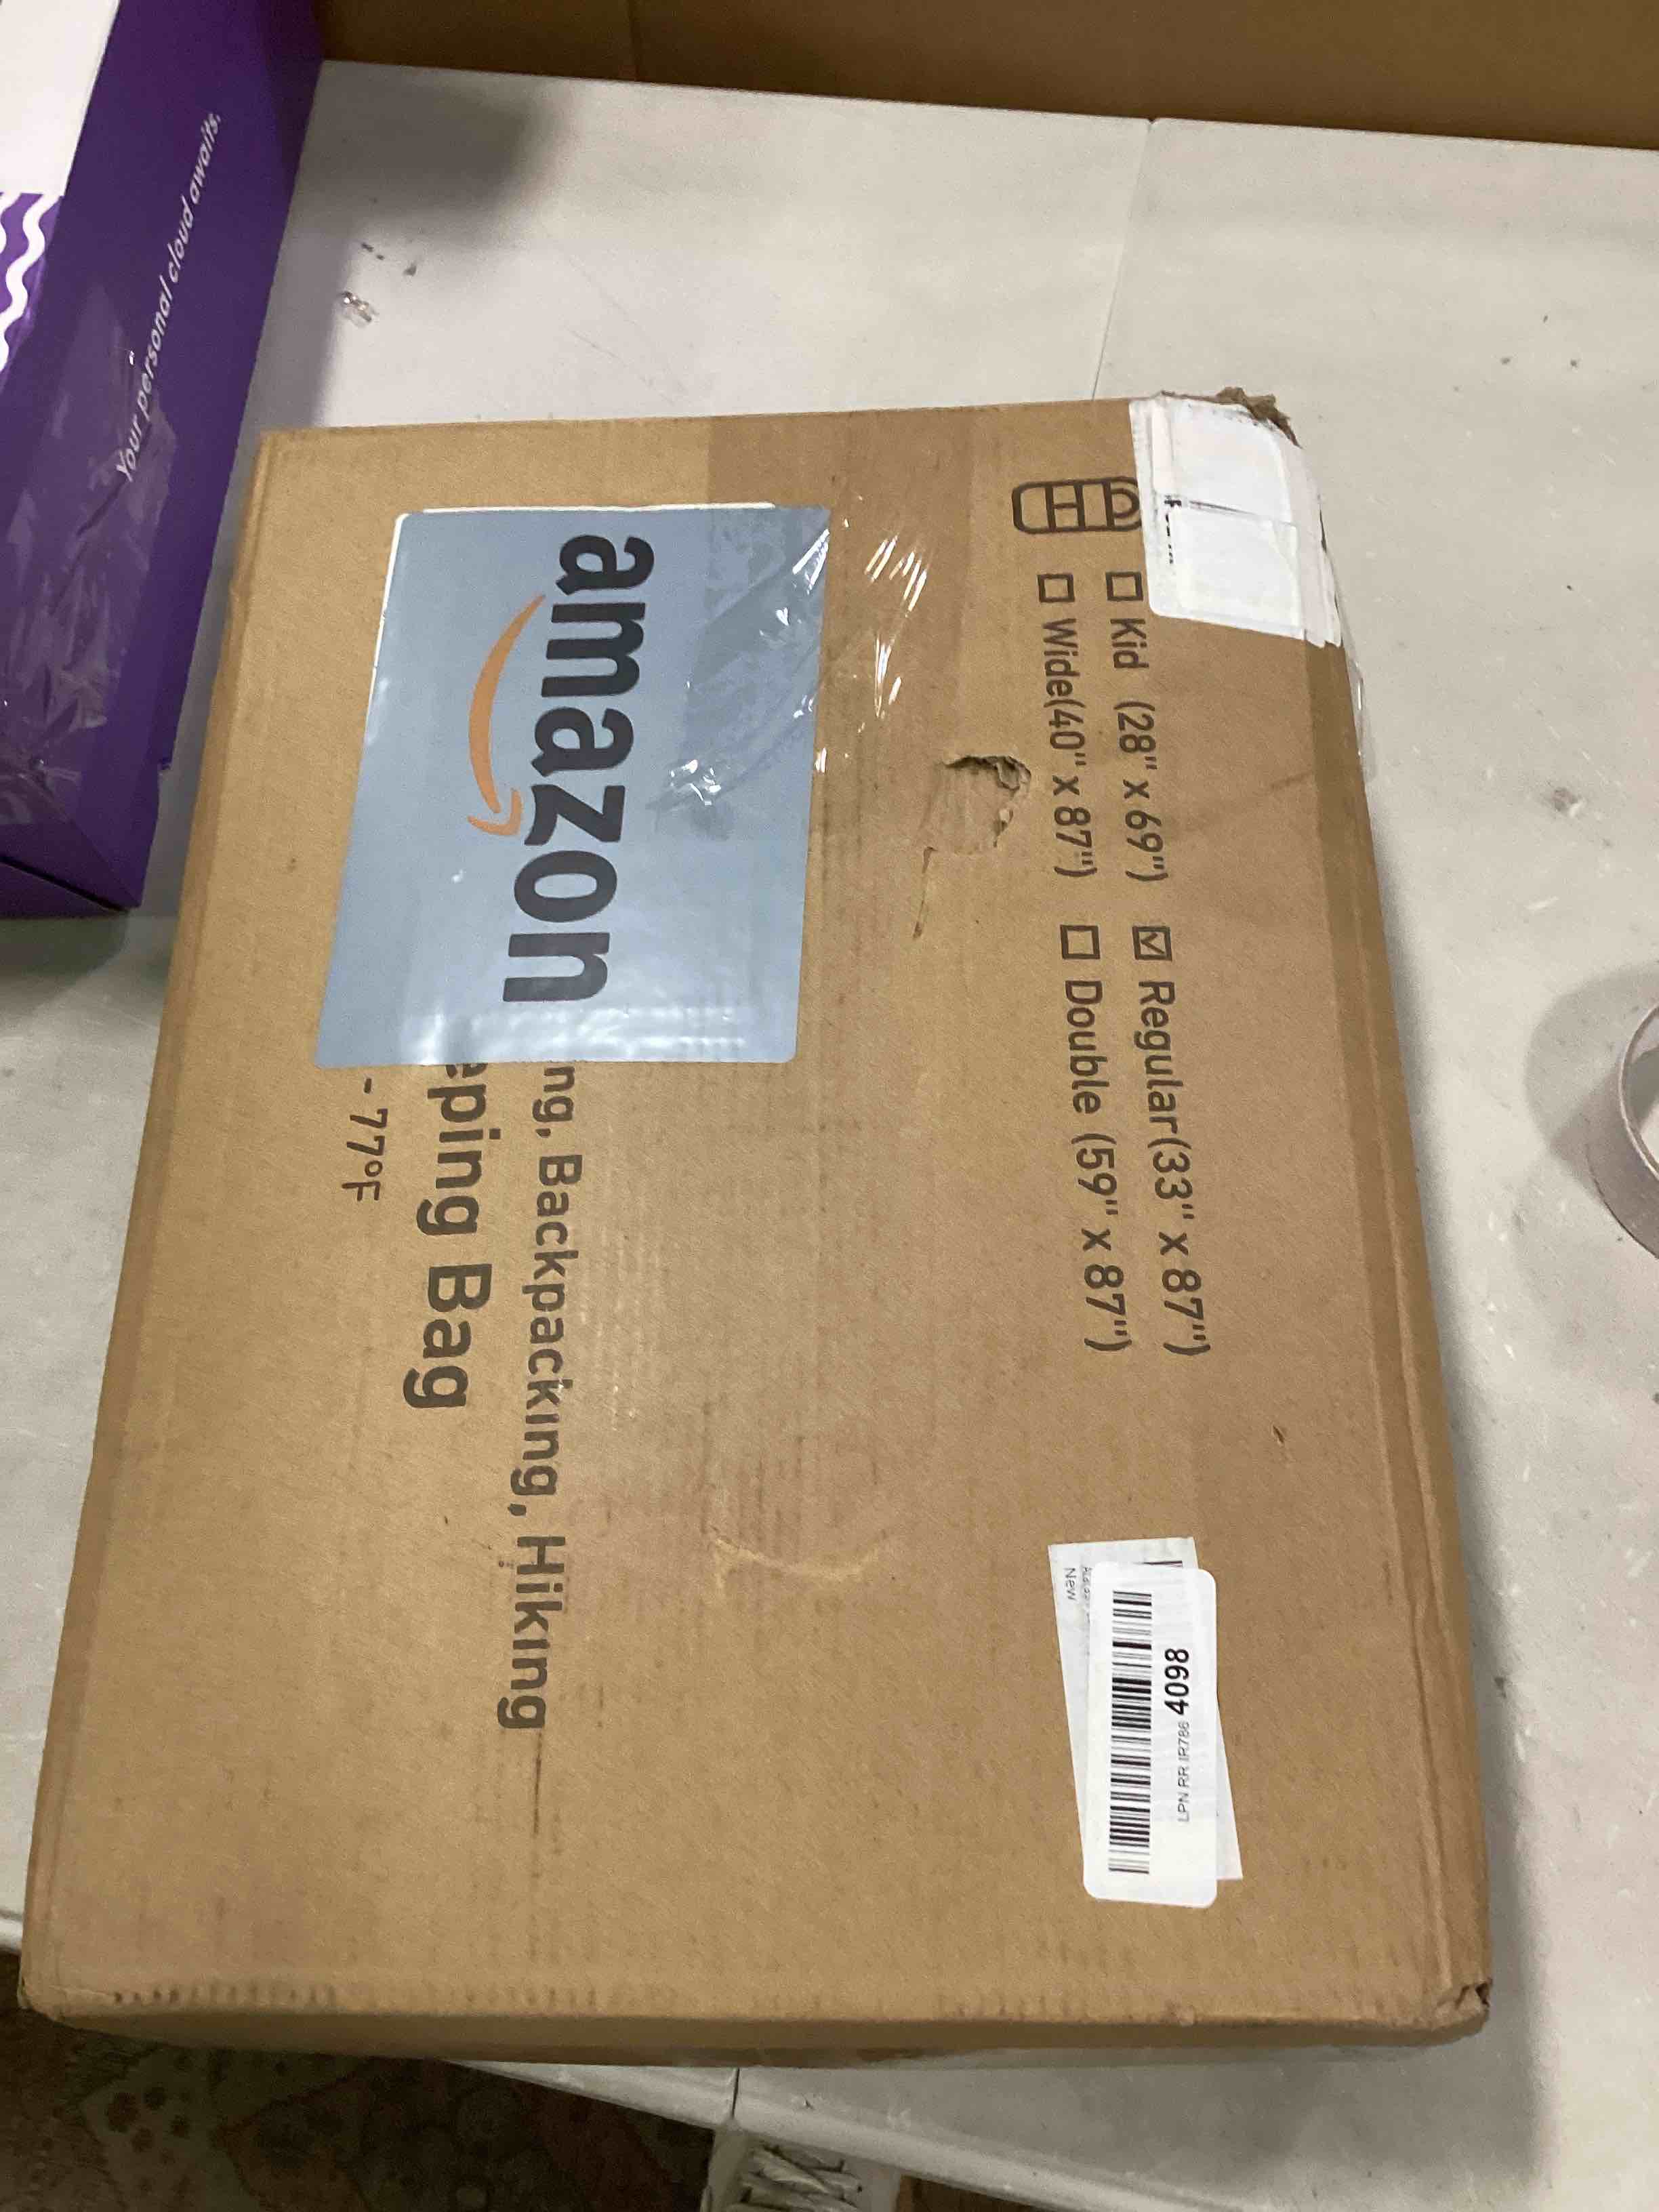 Your personal cloud awaits.
amazon
Kid (28" x 69")
Regular(33" x 87")
Wide(40" x 87")
Double (59" x 87")
ng, Backpacking, Hiking
eping Bag
- 77°F
New
LPN RR IR786 4098